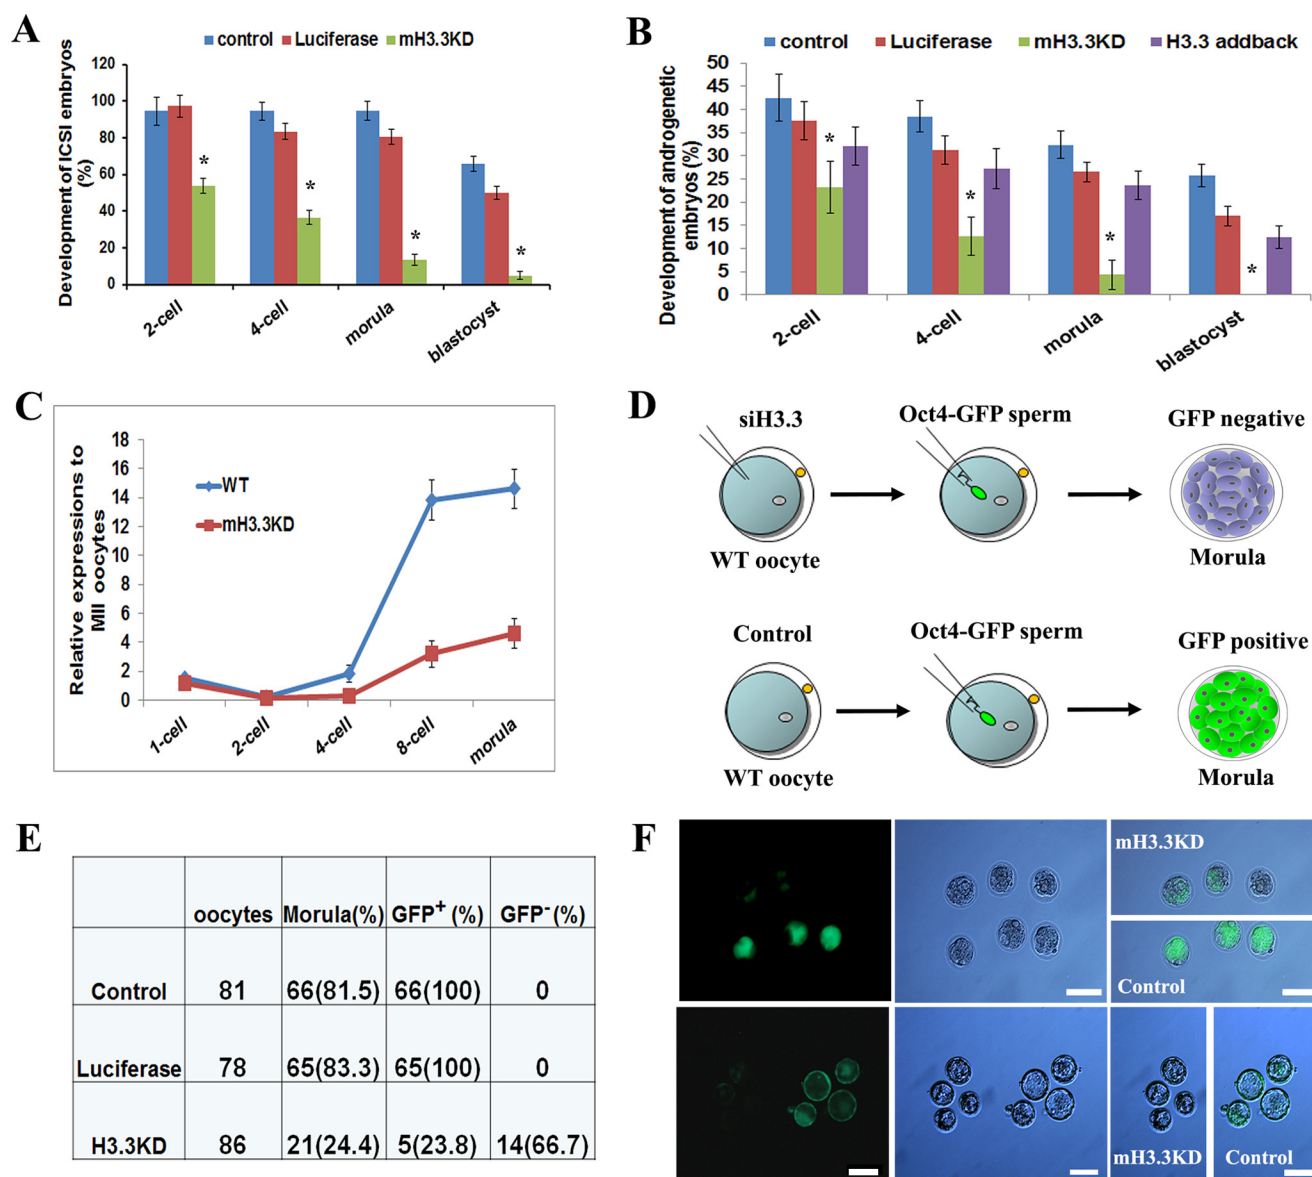 A
control Luciferase mH3.3KD
Development of ICSI embryos
(%)
120
100
80
60
40
20
0
*
*
*
*
2-cell
4-cell
morula
blastocyst
B
control Luciferase mH3.3KD H3.3 addback
Development of androgenetic
embryos (%)
50
45
40
35
30
25
20
15
10
5
0
*
*
*
*
2-cell
4-cell
morula
blastocyst
C
Relative expressions to
MII oocytes
18
16
14
12
10
8
6
4
2
0
WT
mH3.3KD
1-cell
2-cell
4-cell
8-cell
morula
D
siH3.3
Oct4-GFP sperm
GFP negative
WT oocyte
Morula
Control
Oct4-GFP sperm
GFP positive
WT oocyte
Morula
E
oocytes Morula(%) GFP+ (%) GFP- (%)
Control 81 66(81.5) 66(100) 0
Luciferase 78 65(83.3) 65(100) 0
H3.3KD 86 21(24.4) 5(23.8) 14(66.7)
F
mH3.3KD
Control
mH3.3KD
Control